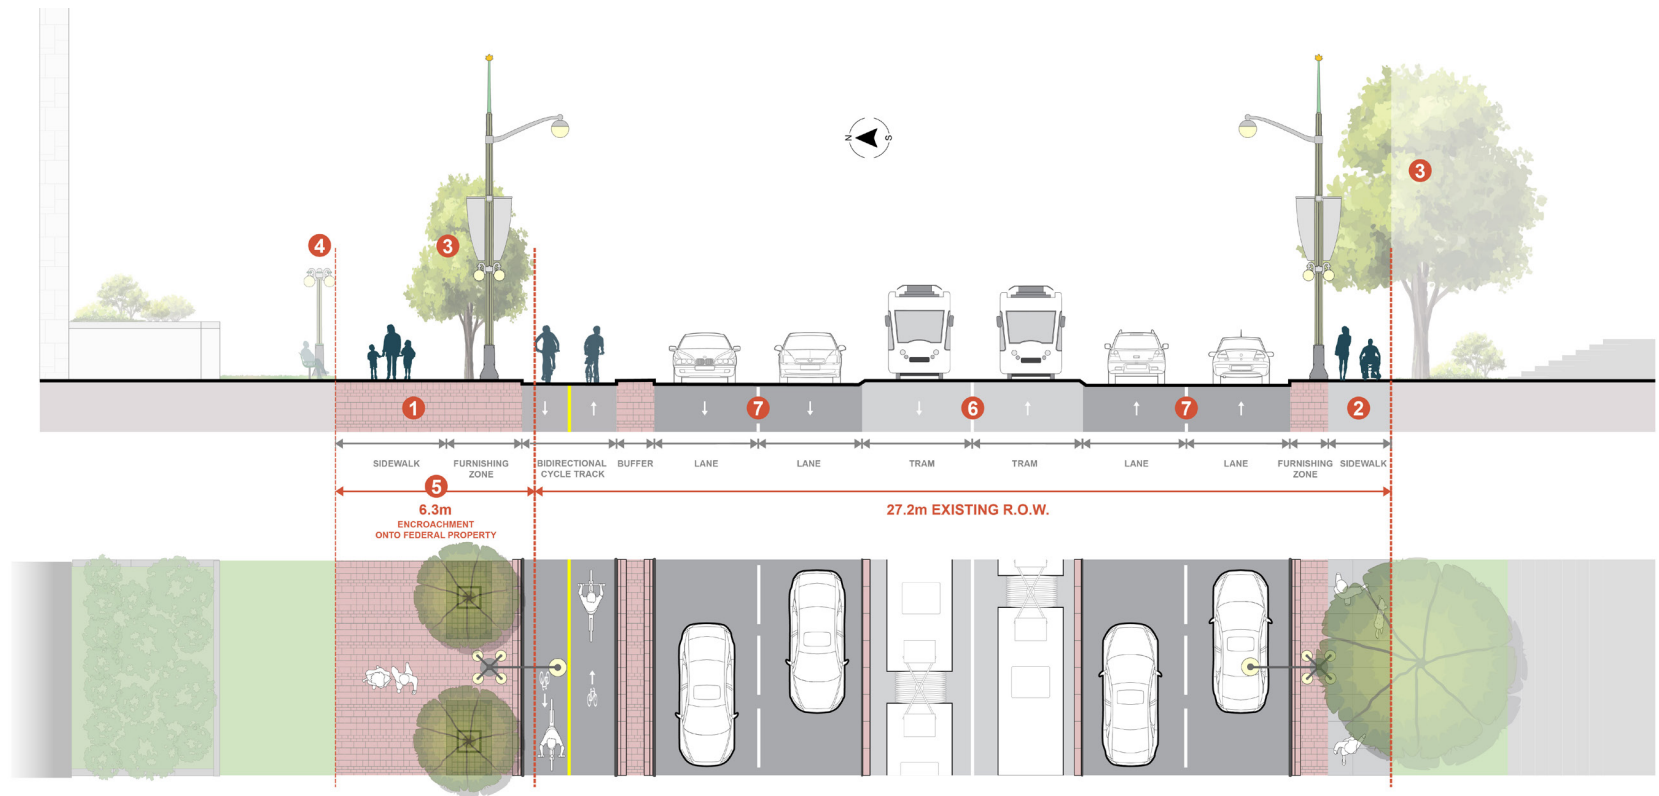 N S
3
4
3
1
7
6
7
2
SIDEWALK
FURNISHING
ZONE
BIDIRECTIONAL
CYCLE TRACK
BUFFER
LANE
LANE
TRAM
TRAM
LANE
LANE
FURNISHING
ZONE
SIDEWALK
5
6.3m
ENCROACHMENT
ONTO FEDERAL PROPERTY
27.2m EXISTING R.O.W.